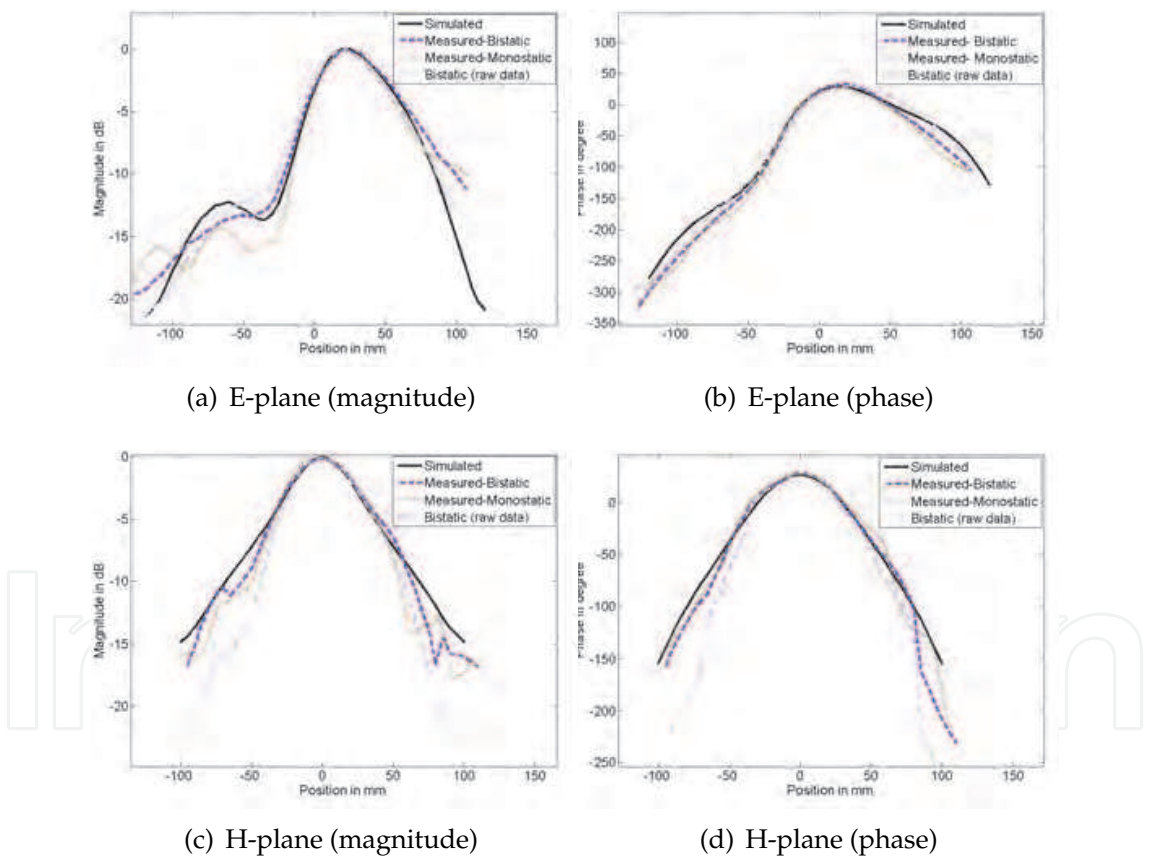 Simulated
Measured-Bistatic
Measured-Monostatic
Bistatic (raw data)
Magnitude in dB
0
-5
-10
-15
-20
-100
-50
0
50
100
150
Position in mm
(a) E-plane (magnitude)
Simulated
Measured- Bistatic
Measured- Monostatic
Bistatic (raw data)
Phase in degree
100
50
0
-50
-100
-150
-200
-250
-300
-350
-100
-50
0
50
100
150
Position in mm
(b) E-plane (phase)
Simulated
Measured-Bistatic
Measured-Monostatic
Bistatic (raw data)
Magnitude in dB
0
-5
-10
-15
-20
-100
-50
0
50
100
150
Position in mm
(c) H-plane (magnitude)
Simulated
Measured-Bistatic
Measured-Monostatic
Bistatic (raw data)
Phase in degree
0
-50
-100
-150
-200
-250
-100
-50
0
50
100
150
Position in mm
(d) H-plane (phase)